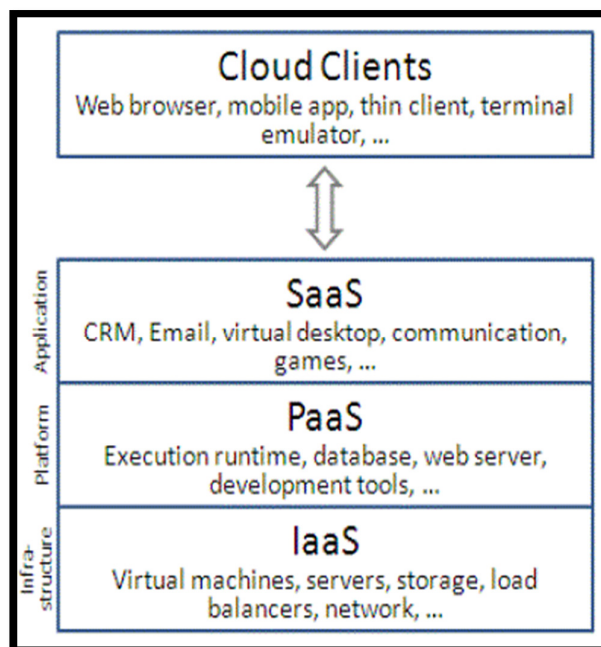 Cloud Clients
Web browser, mobile app, thin client, terminal
emulator, ...
Application
SaaS
CRM, Email, virtual desktop, communication,
games, ...
Platform
PaaS
Execution runtime, database, web server,
development tools, ...
Infra-
structure
IaaS
Virtual machines, servers, storage, load
balancers, network, ...